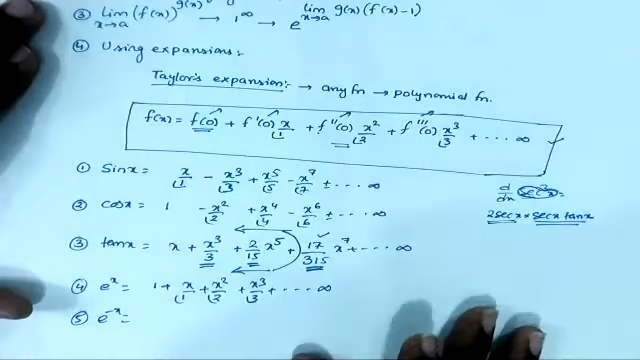 ③ lim x→a (f(x))^g(x) → 1^∞ → e^lim x→a g(x)(f(x)-1)
④ Using expansions:-
Taylor's expansion:- → any fn → polynomial fn.
f(x) = f(0) + f'(0) x/⌊1 + f''(0) x²/⌊2 + f'''(0) x³/⌊3 + .... ∞
① Sinx = x/⌊1 - x³/⌊3 + x⁵/⌊5 - x⁷/⌊7 ± .... ∞
d/dx sec²x =
2secx * secx tanx
② cosx = 1 - x²/⌊2 + x⁴/⌊4 - x⁶/⌊6 ± .... ∞
③ tanx = x + x³/3 + 2/15 x⁵ + 17/315 x⁷ + .... ∞
④ e^x = 1 + x/⌊1 + x²/⌊2 + x³/⌊3 + .... ∞
⑤ e^-x =